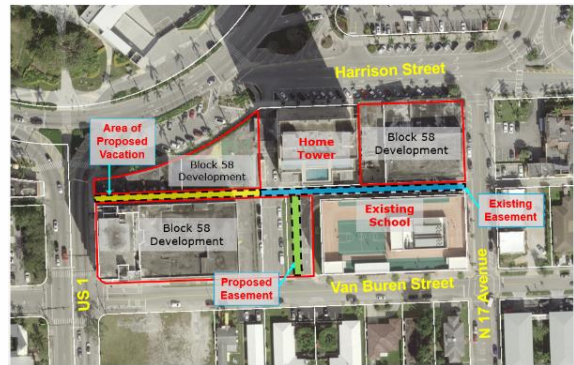 Harrison Street
Area of
Proposed
Vacation
Block 58
Development
Home
Tower
Block 58
Development
Existing
Easement
Block 58
Development
Existing
School
Proposed
Easement
Van Buren Street
US 1
N 17 Avenue